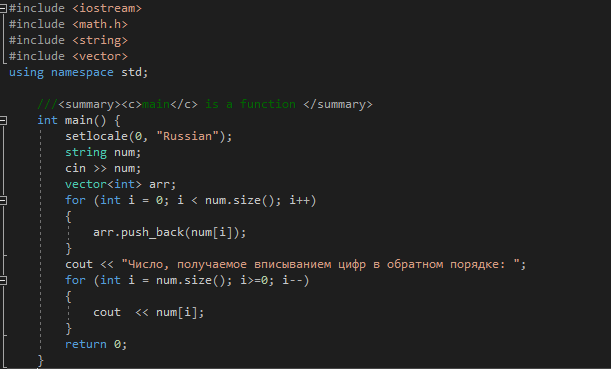 #include <iostream>
#include <math.h>
#include <string>
#include <vector>
using namespace std;
///<summary><c>main</c> is a function </summary>
int main() {
setlocale(0, "Russian");
string num;
cin >> num;
vector<int> arr;
for (int i = 0; i < num.size(); i++)
{
arr.push_back(num[i]);
}
cout << "Число, получаемое вписыванием цифр в обратном порядке: ";
for (int i = num.size(); i>=0; i--)
{
cout  << num[i];
}
return 0;
}